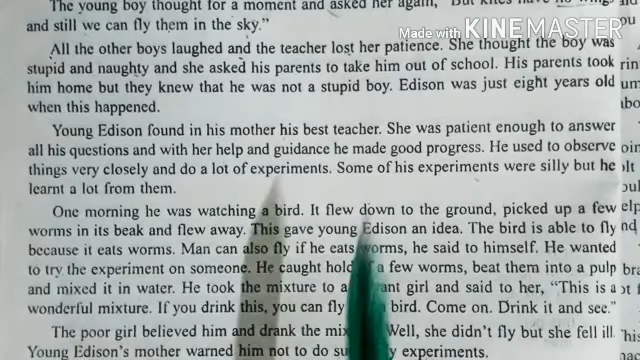 The young boy thought for a moment and asked her again, "But kites have no wings
and still we can fly them in the sky."
Made with KINEMASTER
All the other boys laughed and the teacher lost her patience. She thought the boy was
stupid and naughty and she asked his parents to take him out of school. His parents took
him home but they knew that he was not a stupid boy. Edison was just eight years old
when this happened.
Young Edison found in his mother his best teacher. She was patient enough to answer
all his questions and with her help and guidance he made good progress. He used to observe
things very closely and do a lot of experiments. Some of his experiments were silly but he
learnt a lot from them.
One morning he was watching a bird. It flew down to the ground, picked up a few
worms in its beak and flew away. This gave young Edison an idea. The bird is able to fly
because it eats worms. Man can also fly if he eats worms, he said to himself. He wanted
to try the experiment on someone. He caught hold a few worms, beat them into a pulp
and mixed it in water. He took the mixture to a girl and said to her, "This is a
wonderful mixture. If you drink this, you can fly bird. Come on. Drink it and see."
The poor girl believed him and drank the Well, she didn't fly but she fell ill.
Young Edison's mother warned him not to do experiments.